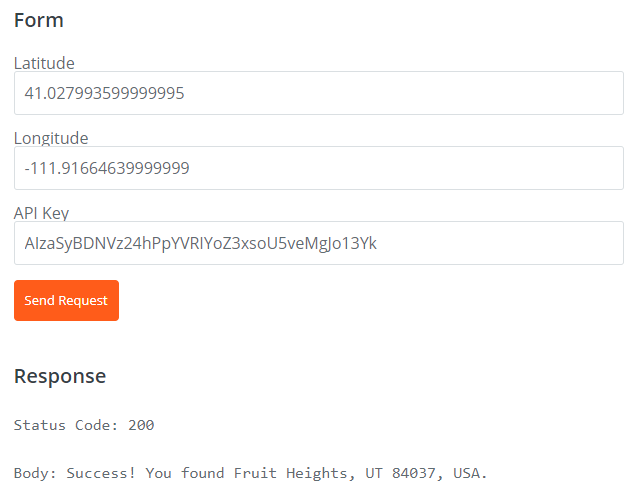 Form
Latitude
41.027993599999995
Longitude
-111.91664639999999
API Key
AIzaSyBDNVz24hPpYVRIYoZ3xsoU5veMgJo13Yk
Send Request
Response
Status Code: 200
Body: Success! You found Fruit Heights, UT 84037, USA.